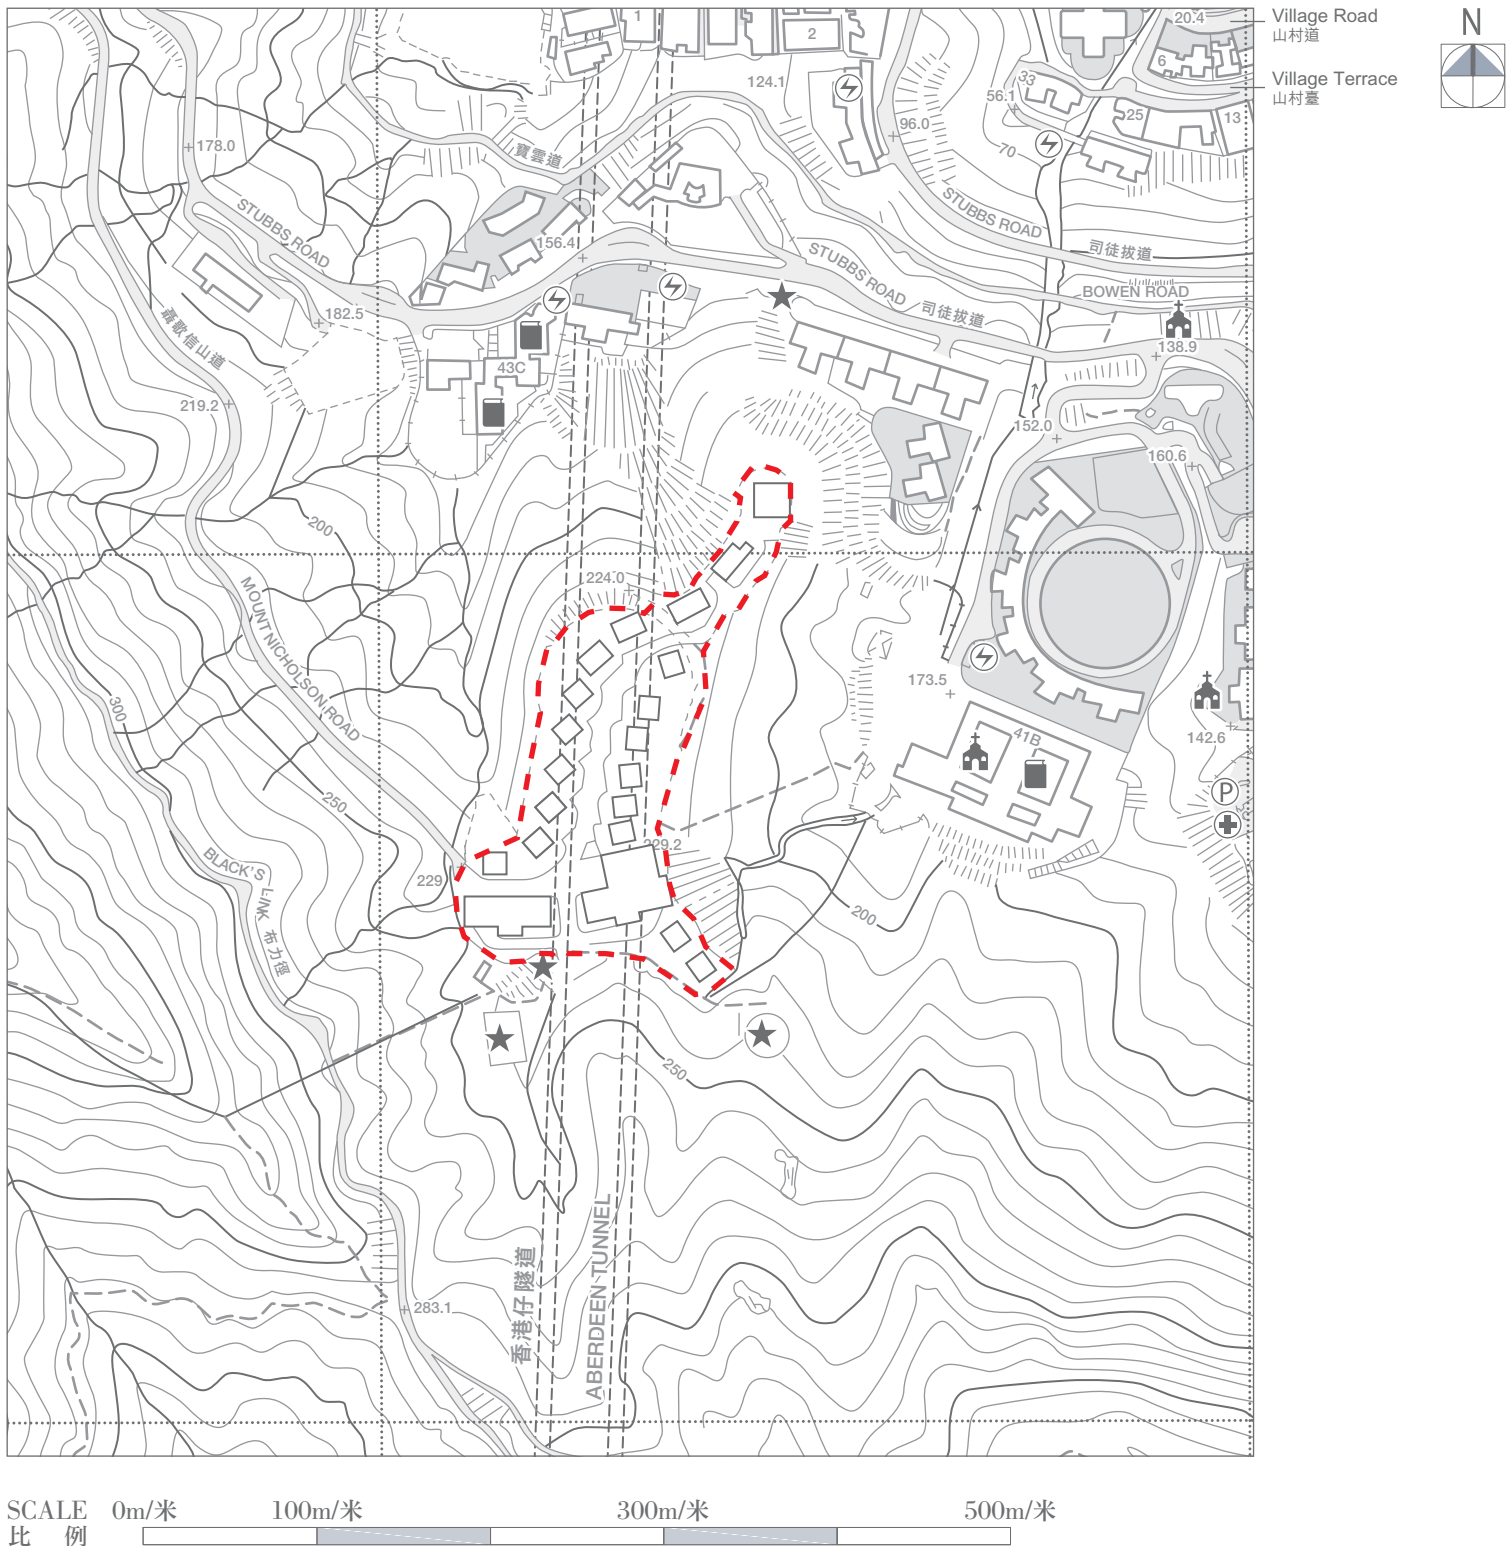 Village Road
山村道
Village Terrace
山村臺
N
1
2
20.4
6
124.1
33
56.1
25
13
96.0
70
178.0
寶雲道
STUBBS ROAD
STUBBS ROAD
司徒拔道
156.4
STUBBS ROAD
司徒拔道
BOWEN ROAD
182.5
聶歌信山道
43C
138.9
219.2
152.0
160.6
200
224.0
MOUNT NICHOLSON ROAD
173.5
41B
142.6
300
P
250
229.2
BLACK'S LINK
布力徑
229
200
250
香港仔隧道
ABERDEEN TUNNEL
283.1
SCALE
比例
0m/米
100m/米
300m/米
500m/米